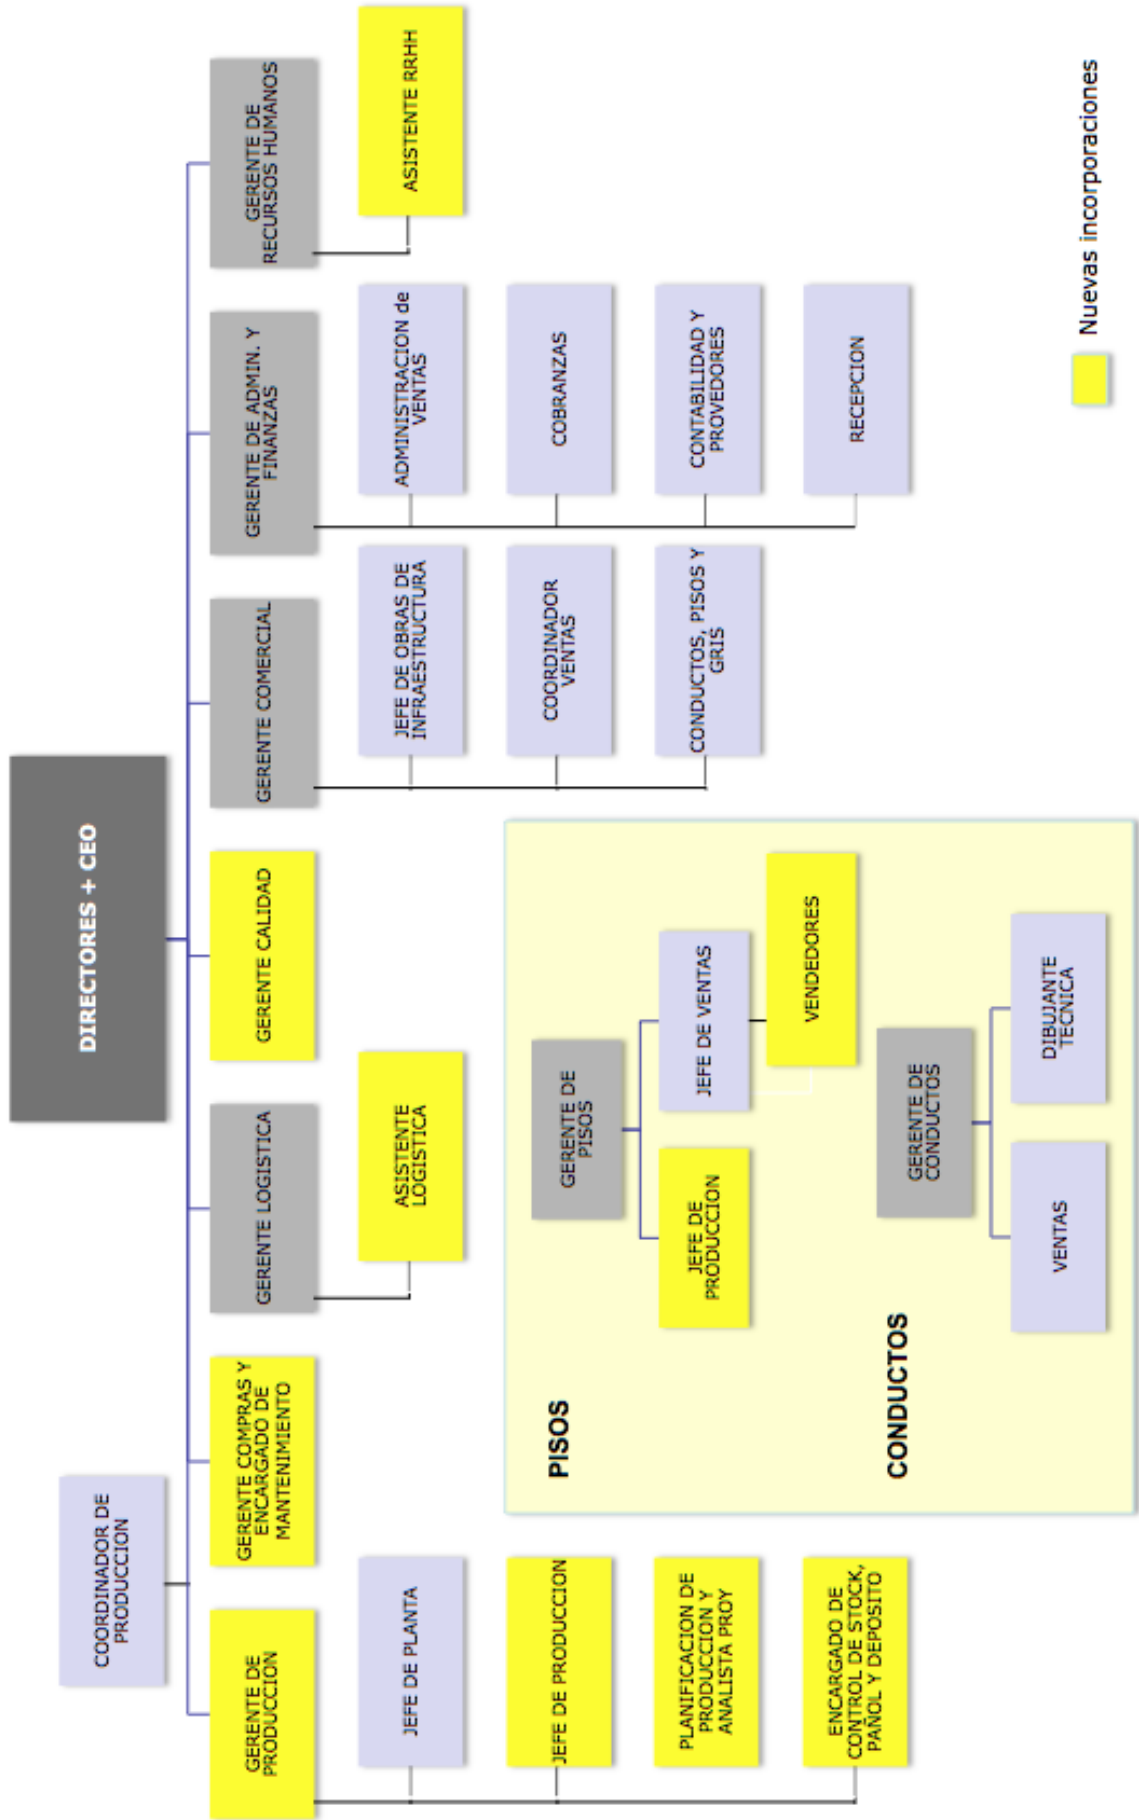 DIRECTORES + CEO
COORDINADOR DE
PRODUCCION
GERENTE DE
PRODUCCION
GERENTE COMPRAS Y
ENCARGADO DE
MANTENIMIENTO
GERENTE LOGISTICA
GERENTE CALIDAD
GERENTE COMERCIAL
GERENTE DE ADMIN. Y
FINANZAS
GERENTE DE
RECURSOS HUMANOS
JEFE DE PLANTA
JEFE DE PRODUCCION
PLANIFICACION DE
PRODUCCION Y
ANALISTA PROY
ENCARGADO DE
CONTROL DE STOCK,
PAÑOL Y DEPOSITO
ASISTENTE
LOGISTICA
JEFE DE OBRAS DE
INFRAESTRUCTURA
COORDINADOR
VENTAS
CONDUCTOS, PISOS Y
GRIS
ADMINISTRACION de
VENTAS
COBRANZAS
CONTABILIDAD Y
PROVEDORES
RECEPCION
ASISTENTE RRHH
PISOS
GERENTE DE
PISOS
JEFE DE
PRODUCCION
JEFE DE VENTAS
VENDEDORES
CONDUCTOS
GERENTE DE
CONDUCTOS
VENTAS
DIBUJANTE
TECNICA
Nuevas incorporaciones